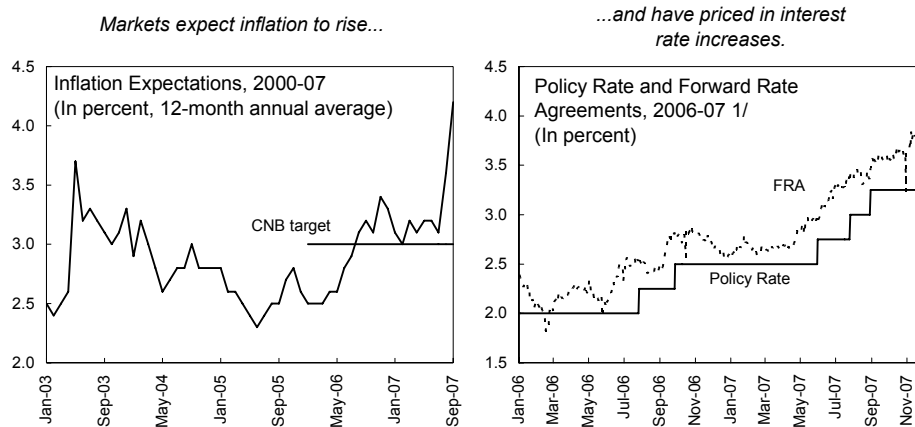 Markets expect inflation to rise...
Inflation Expectations, 2000-07
(In percent, 12-month annual average)
4.5
4.0
3.5
3.0
2.5
2.0
CNB target
Jan-03
Sep-03
May-04
Jan-05
Sep-05
May-06
Jan-07
Sep-07
...and have priced in interest
rate increases.
Policy Rate and Forward Rate
Agreements, 2006-07 1/
(In percent)
4.5
4.0
3.5
3.0
2.5
2.0
1.5
FRA
Policy Rate
Jan-06
Mar-06
May-06
Jul-06
Sep-06
Nov-06
Jan-07
Mar-07
May-07
Jul-07
Sep-07
Nov-07